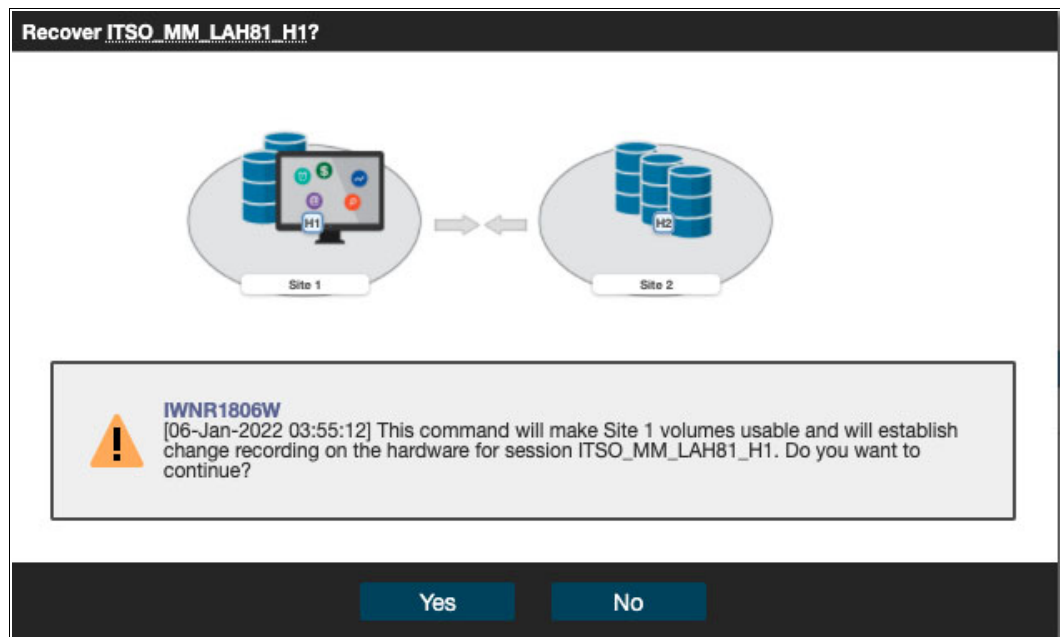 Recover ITSO_MM_LAH81_H1?
H1
H2
Site 1
Site 2
IWNR1806W
[06-Jan-2022 03:55:12] This command will make Site 1 volumes usable and will establish
change recording on the hardware for session ITSO_MM_LAH81_H1. Do you want to
continue?
Yes
No